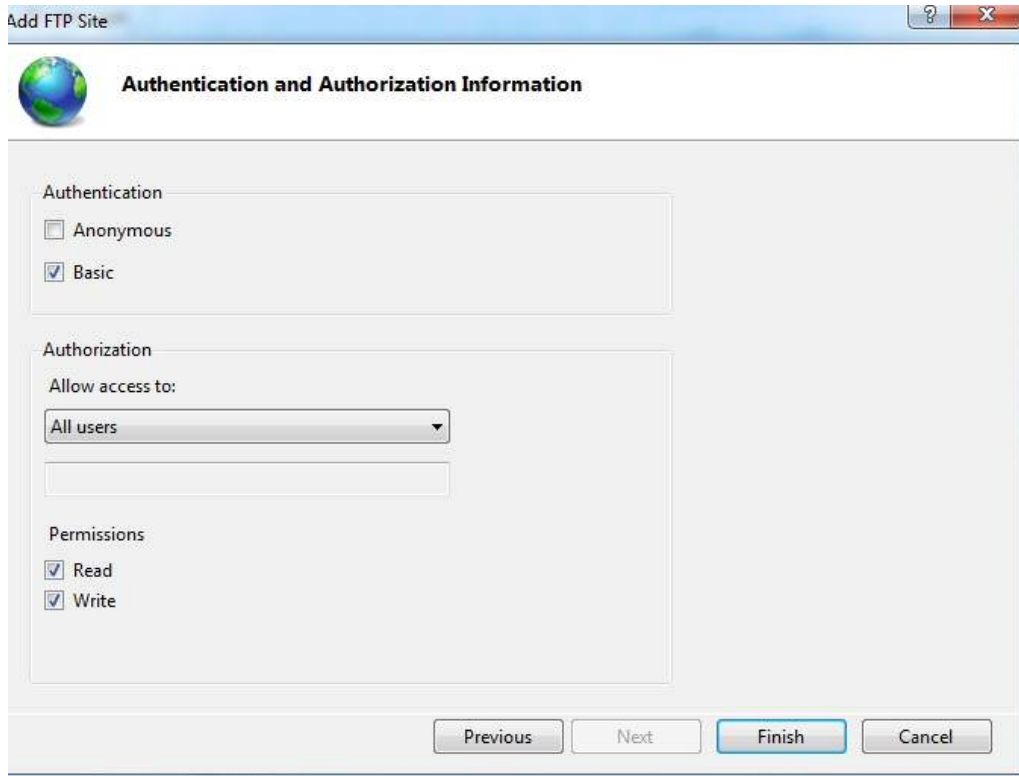 Add FTP Site
?
X
Authentication and Authorization Information
Authentication
Anonymous
Basic
Authorization
Allow access to:
All users
Permissions
Read
Write
Previous Next Finish Cancel